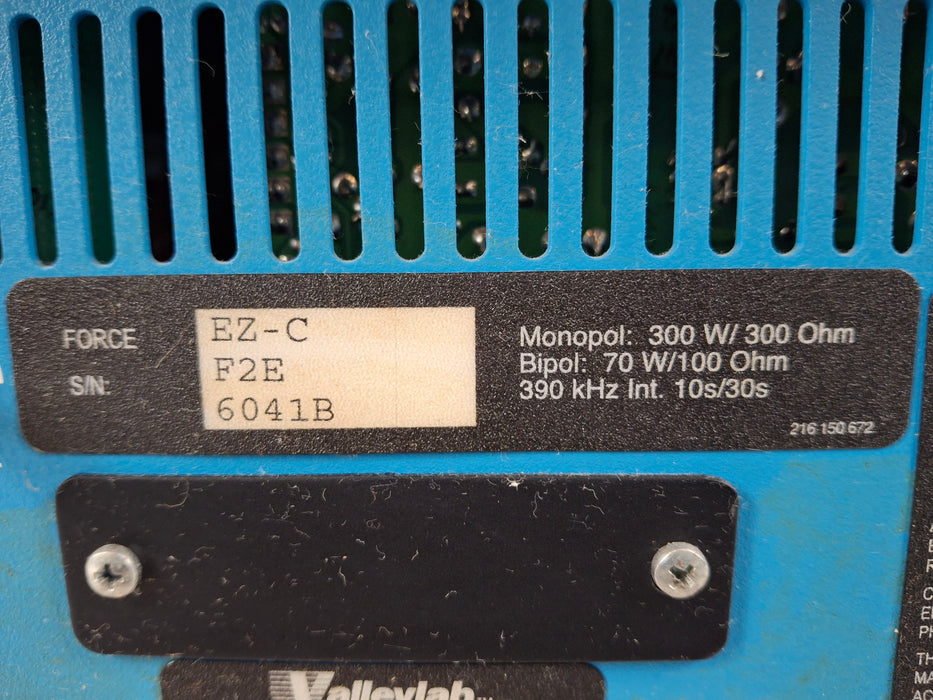 FORCE EZ-C
S/N: F2E
6041B
Monopol: 300 W/300 Ohm
Bipol: 70 W/100 Ohm
390 kHz Int. 10s/30s
216 150 672
Valleylab